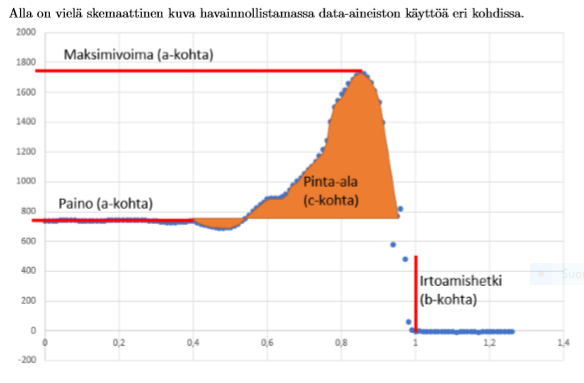 Alla on vielä skemaattinen kuva havainnollistamassa data-aineiston käyttöä eri kohdissa.
2000
Maksimivoima (a-kohta)
1800
1600
1400
1200
1000
Pinta-ala
(c-kohta)
Paino (a-kohta)
800
600
400
Irtoamishetki
(b-kohta)
200
0
0 0,2 0,4 0,6 0,8 1 1,2 1,4
-200